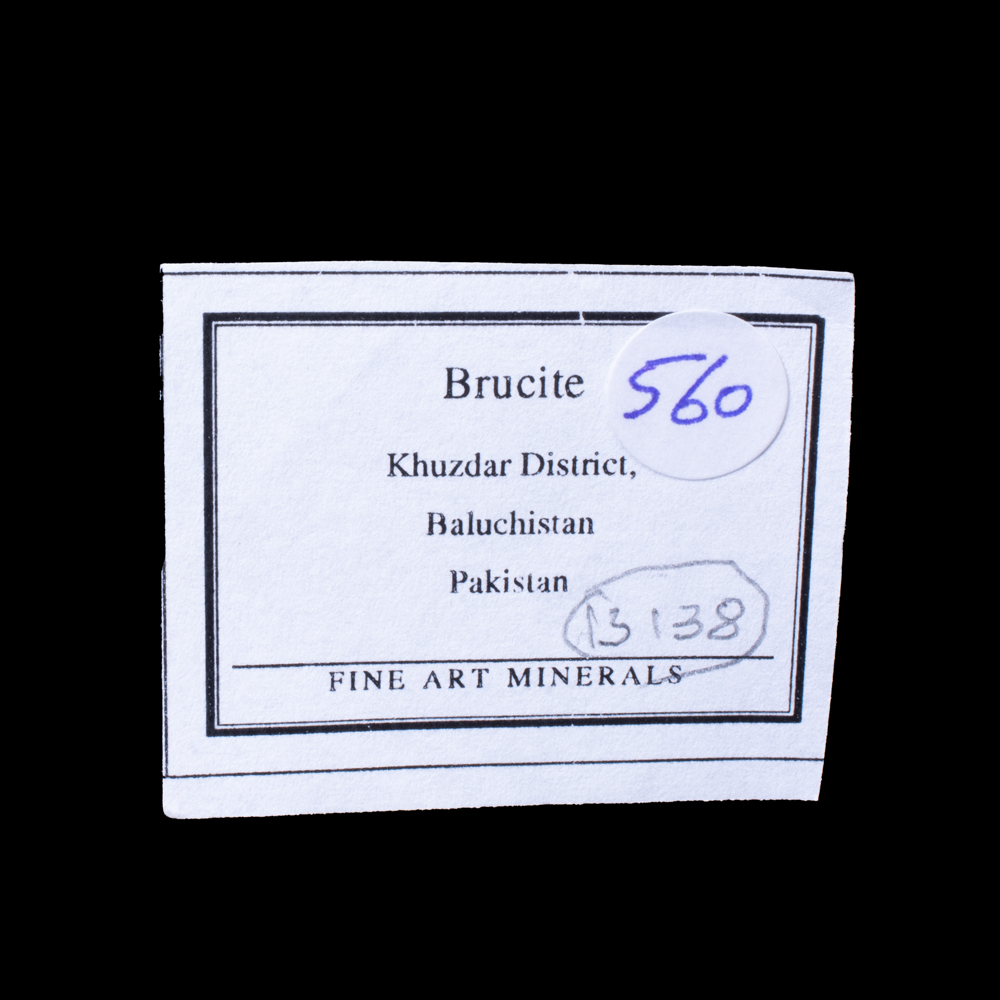 Brucite
560
Khuzdar District,
Baluchistan
Pakistan
13138
FINE ART MINERALS